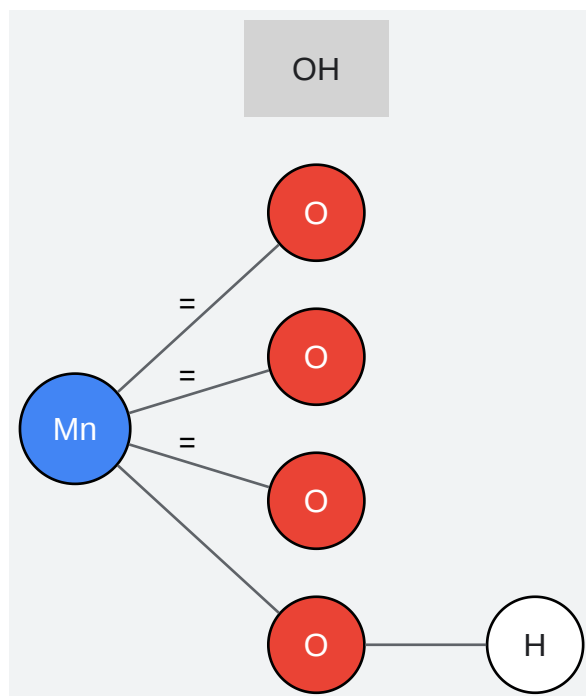 OH
O
=
O
=
Mn
=
O
O
H